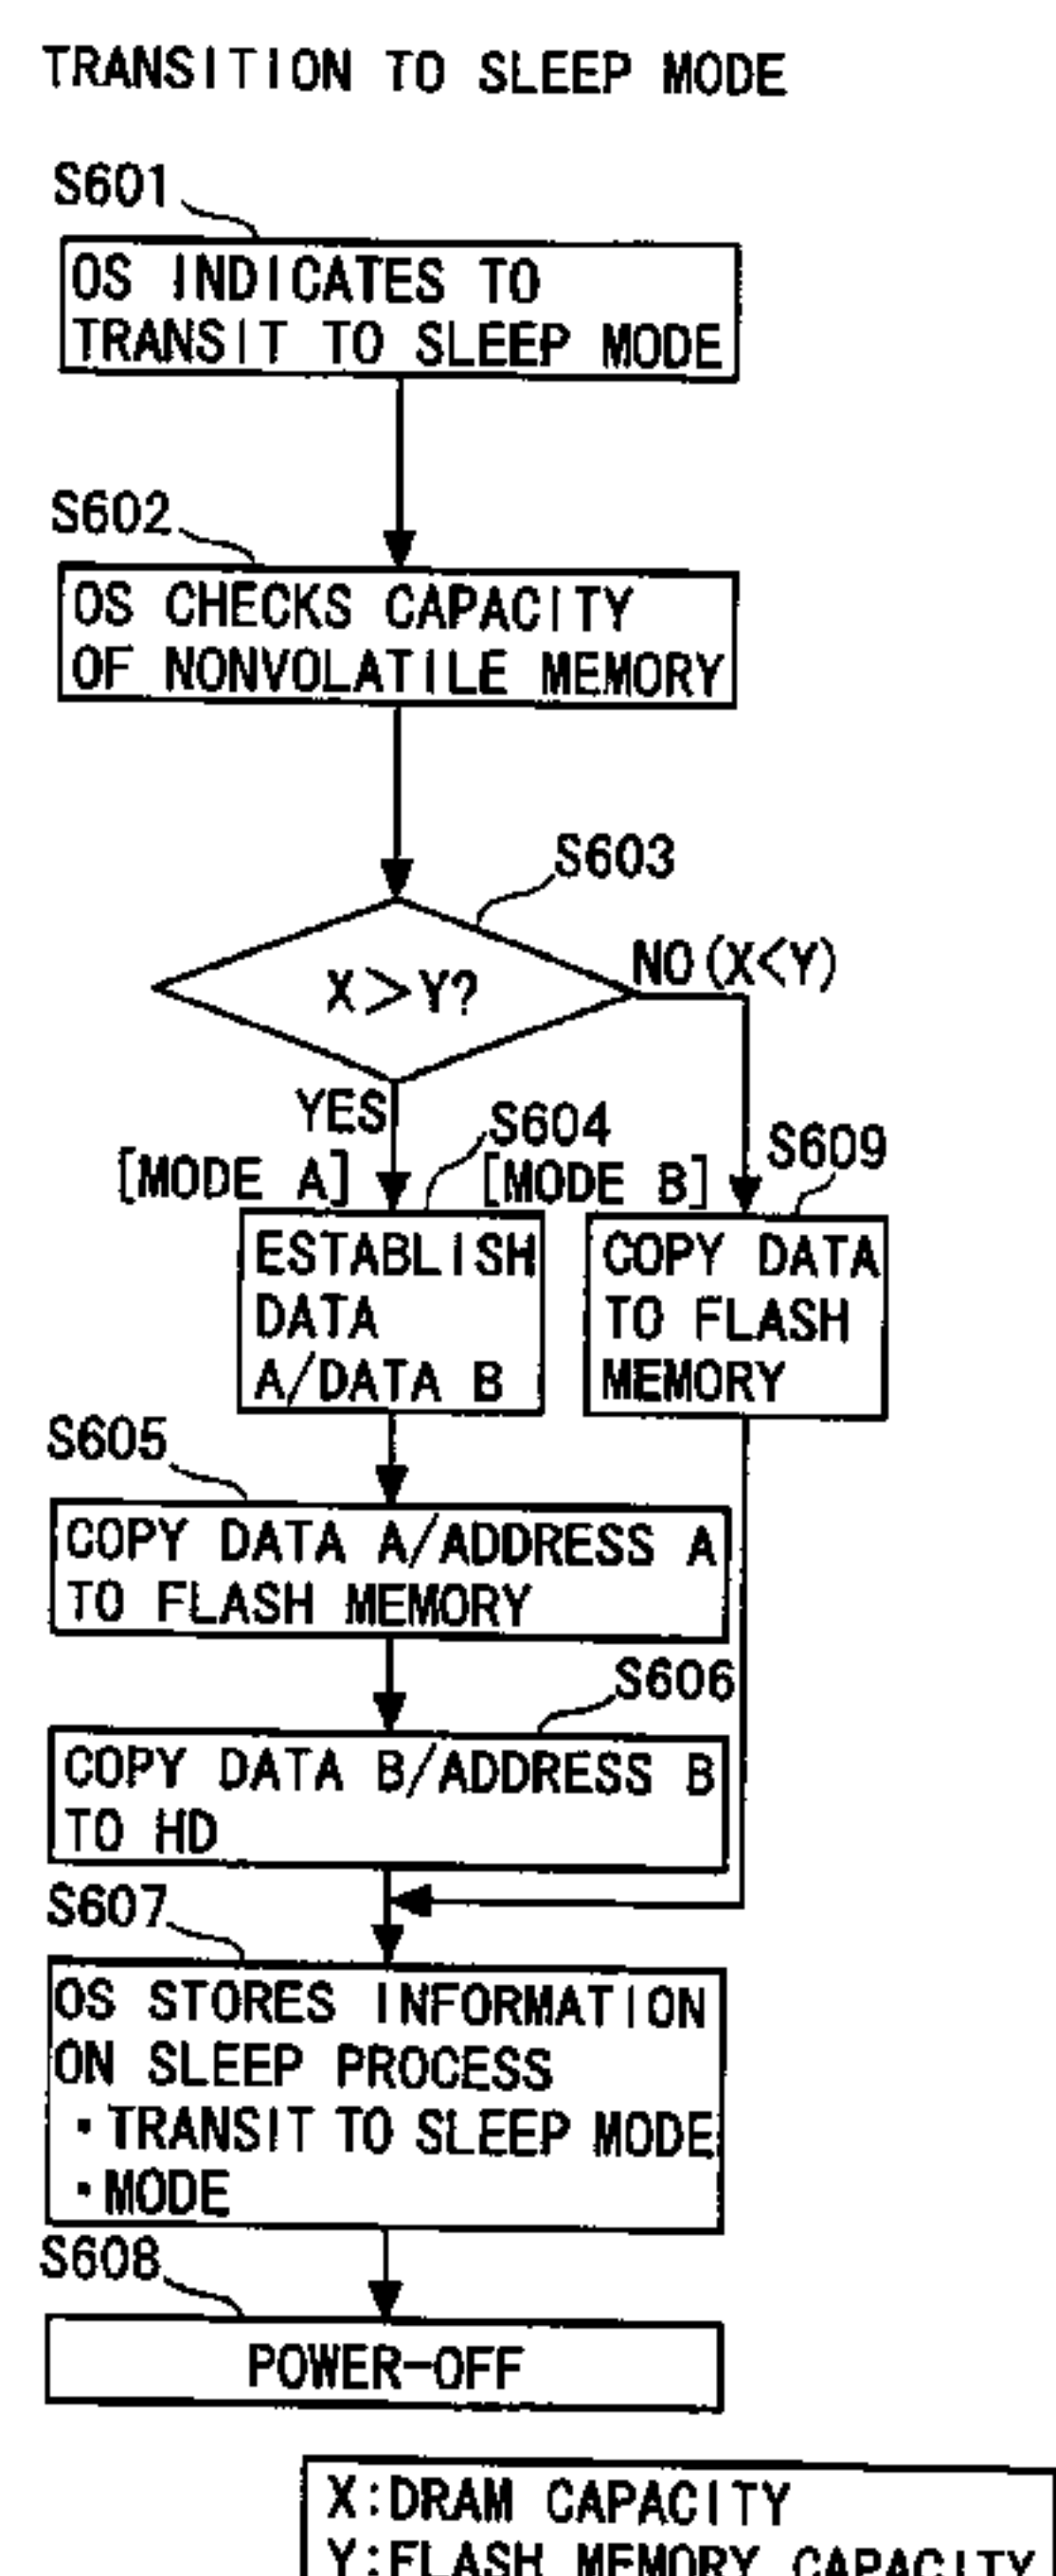 TRANSITION TO SLEEP MODE
S601
OS INDICATES TO
TRANSIT TO SLEEP MODE
S602
OS CHECKS CAPACITY
OF NONVOLATILE MEMORY
S603
X>Y?
NO(X<Y)
YES
[MODE A]
S604
[MODE B]
S609
ESTABLISH
DATA
A/DATA B
COPY DATA
TO FLASH
MEMORY
S605
COPY DATA A/ADDRESS A
TO FLASH MEMORY
S606
COPY DATA B/ADDRESS B
TO HD
S607
OS STORES INFORMATION
ON SLEEP PROCESS
・TRANSIT TO SLEEP MODE
・MODE
S608
POWER-OFF
X:DRAM CAPACITY
Y:FLASH MEMORY CAPACITY